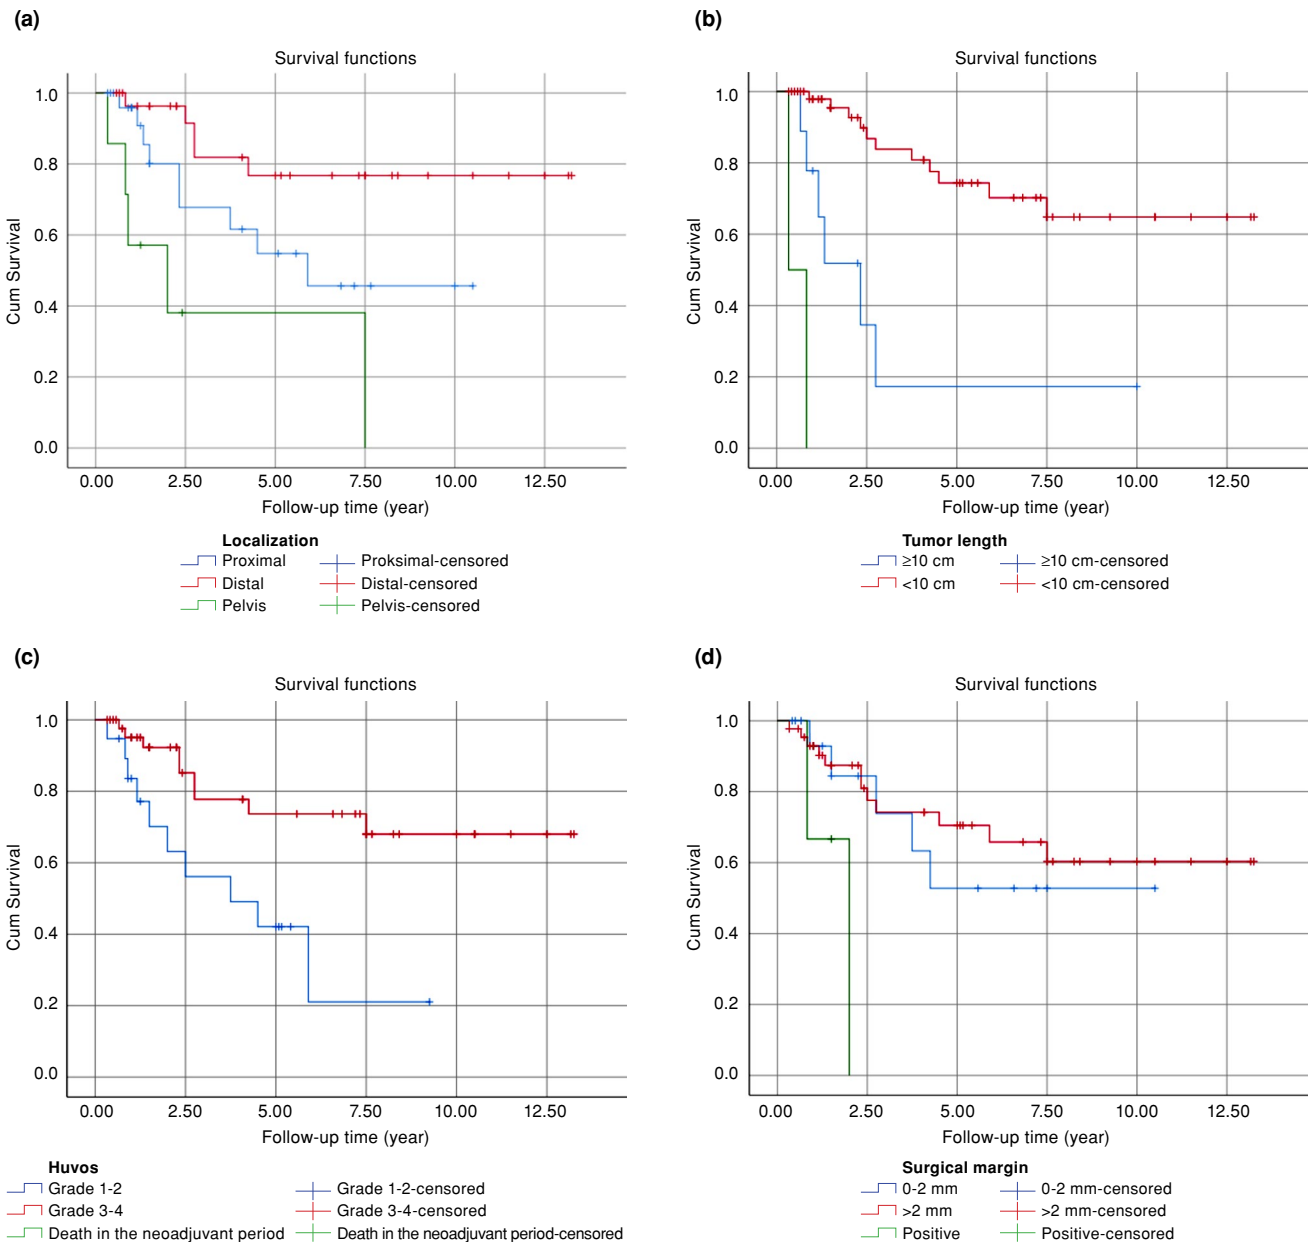 (a)
Survival functions
Cum Survival
1.0
0.8
0.6
0.4
0.2
0.0
0.00 2.50 5.00 7.50 10.00 12.50
Follow-up time (year)
Localization
Proximal Proksimal-censored
Distal Distal-censored
Pelvis Pelvis-censored
(b)
Survival functions
Cum Survival
1.0
0.8
0.6
0.4
0.2
0.0
0.00 2.50 5.00 7.50 10.00 12.50
Follow-up time (year)
Tumor length
≥10 cm ≥10 cm-censored
<10 cm <10 cm-censored
(c)
Survival functions
Cum Survival
1.0
0.8
0.6
0.4
0.2
0.0
0.00 2.50 5.00 7.50 10.00 12.50
Follow-up time (year)
Huvos
Grade 1-2 Grade 1-2-censored
Grade 3-4 Grade 3-4-censored
Death in the neoadjuvant period Death in the neoadjuvant period-censored
(d)
Survival functions
Cum Survival
1.0
0.8
0.6
0.4
0.2
0.0
0.00 2.50 5.00 7.50 10.00 12.50
Follow-up time (year)
Surgical margin
0-2 mm 0-2 mm-censored
>2 mm >2 mm-censored
Positive Positive-censored